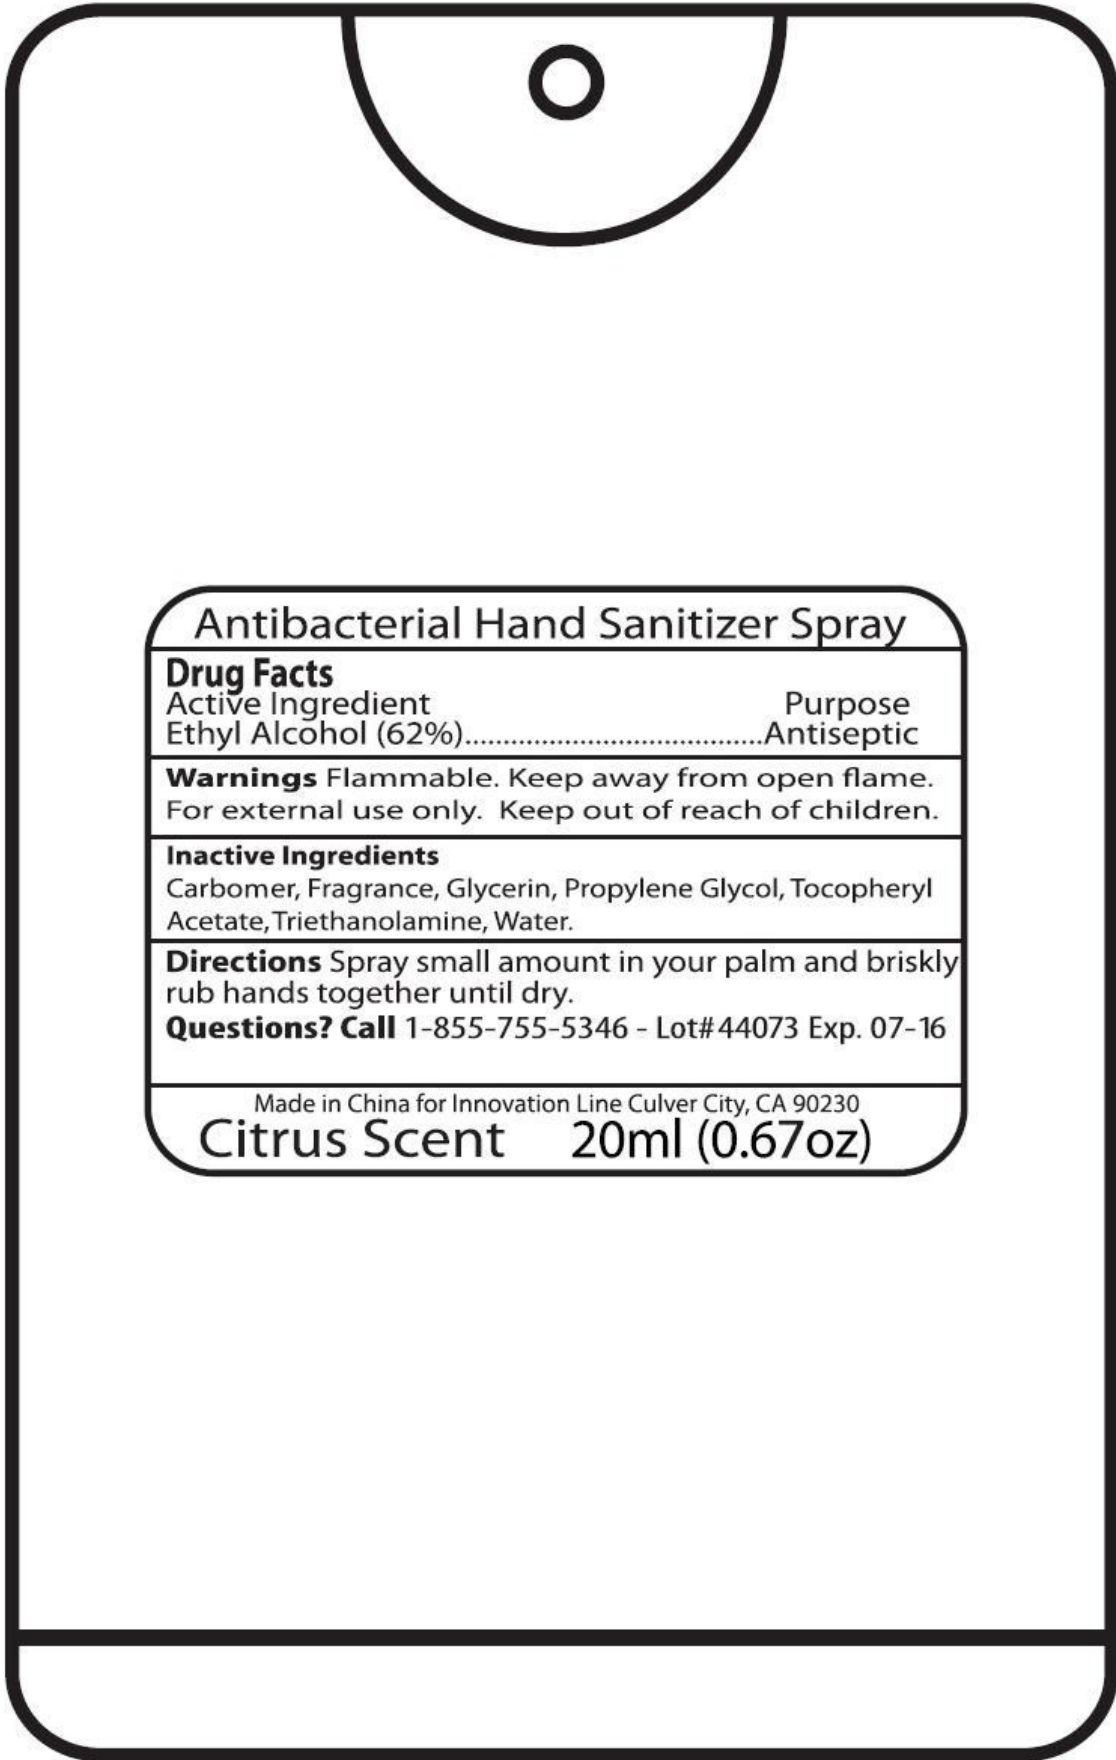 Antibacterial Hand Sanitizer Spray
Drug Facts
Active Ingredient Purpose
Ethyl Alcohol (62%).......................................Antiseptic
Warnings Flammable. Keep away from open flame.
For external use only. Keep out of reach of children.
Inactive Ingredients
Carbomer, Fragrance, Glycerin, Propylene Glycol, Tocopheryl
Acetate, Triethanolamine, Water.
Directions Spray small amount in your palm and briskly
rub hands together until dry.
Questions? Call 1-855-755-5346 - Lot# 44073 Exp. 07-16
Made in China for Innovation Line Culver City, CA 90230
Citrus Scent 20ml (0.67oz)